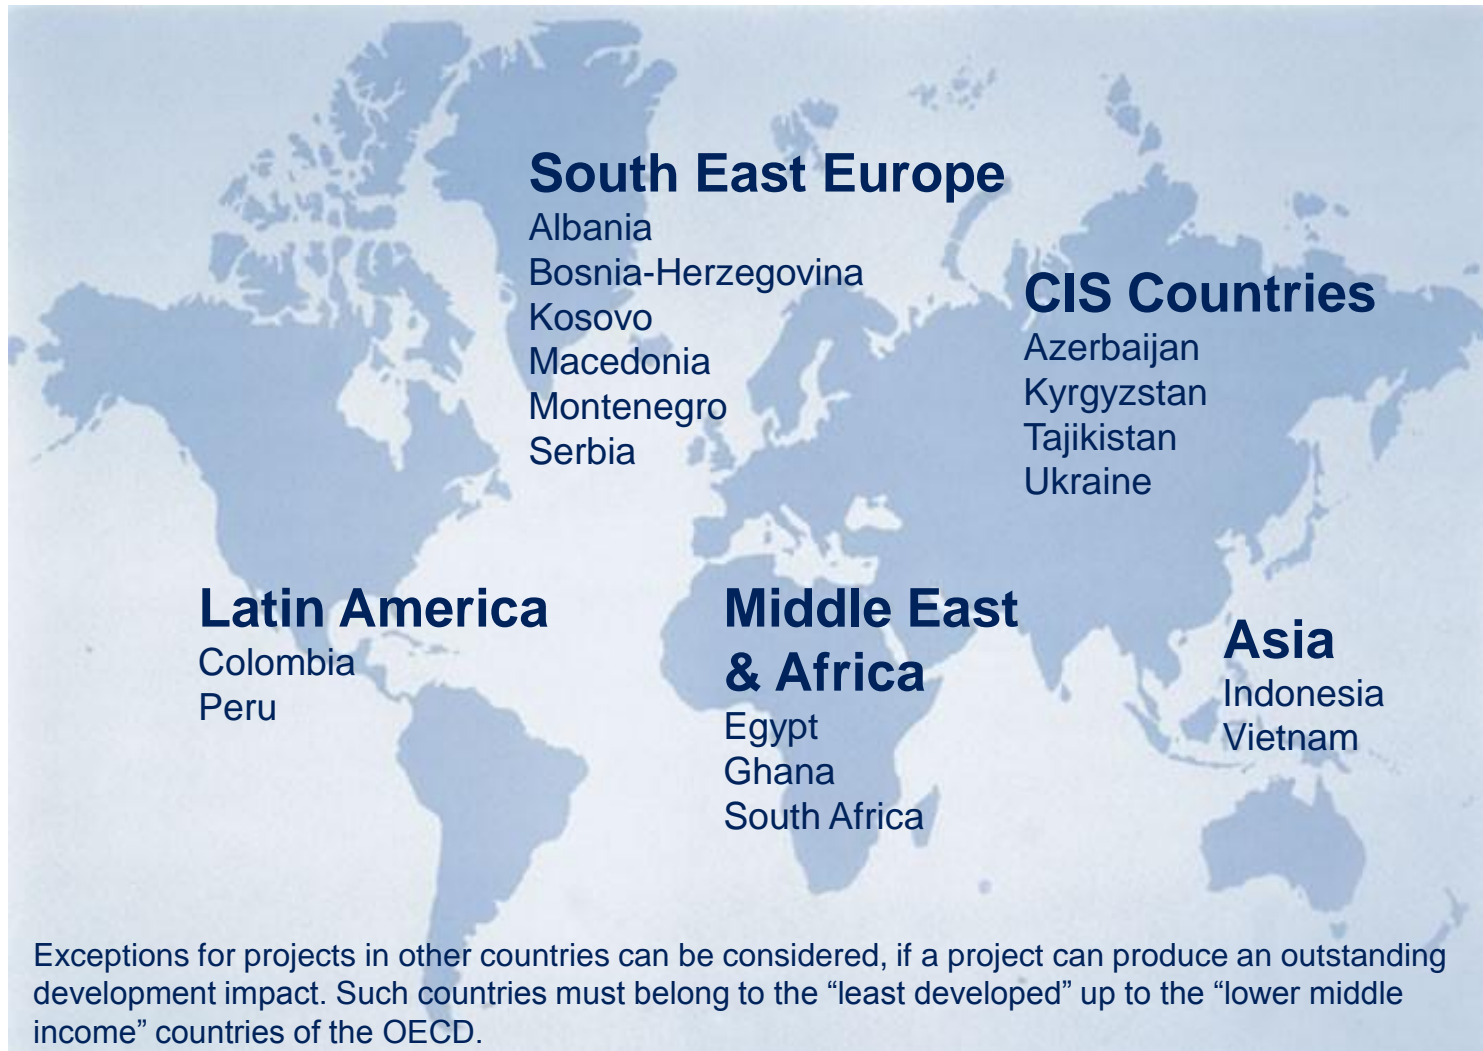 South East Europe
Albania
Bosnia-Herzegovina
Kosovo
Macedonia
Montenegro
Serbia
CIS Countries
Azerbaijan
Kyrgyzstan
Tajikistan
Ukraine
Latin America
Colombia
Peru
Middle East
& Africa
Egypt
Ghana
South Africa
Asia
Indonesia
Vietnam
Exceptions for projects in other countries can be considered, if a project can produce an outstanding
development impact. Such countries must belong to the “least developed” up to the “lower middle
income” countries of the OECD.